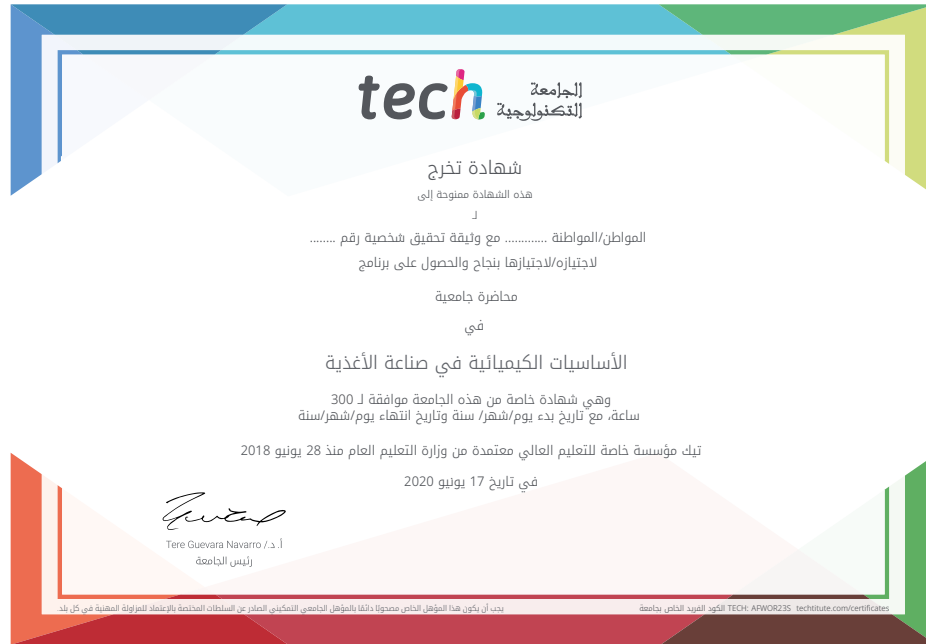 tech الجامعة
التكنولوجية
شهادة تخرج
هذه الشهادة ممنوحة إلى
لـ
المواطن/المواطنة ............. مع وثيقة تحقيق شخصية رقم ........
لاجتيازه/لاجتيازها بنجاح والحصول على برنامج
محاضرة جامعية
في
الأساسيات الكيميائية في صناعة الأغذية
وهي شهادة خاصة من هذه الجامعة موافقة لـ 300
ساعة، مع تاريخ بدء يوم/شهر/ سنة وتاريخ انتهاء يوم/شهر/سنة
تيك مؤسسة خاصة للتعليم العالي معتمدة من وزارة التعليم العام منذ 28 يونيو 2018
في تاريخ 17 يونيو 2020
أ. د./ Tere Guevara Navarro
رئيس الجامعة
الكود الفريد الخاص بجامعة TECH: AFWOR23S techtitute.com/certificates
يجب أن يكون هذا المؤهل الخاص مصحوبًا دائمًا بالمؤهل الجامعي التمكيني الصادر عن السلطات المختصة بالإعتماد للمزاولة المهنية في كل بلد.